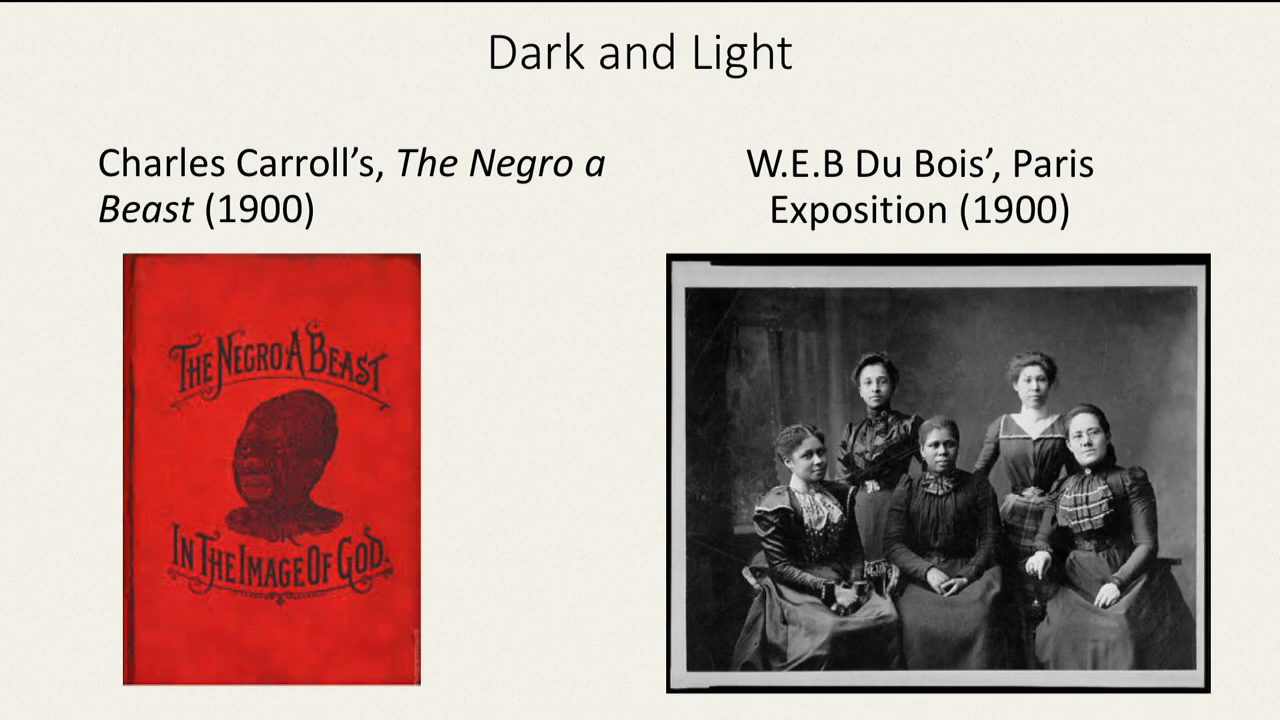 Dark and Light
Charles Carroll’s, The Negro a
Beast (1900)
THE NEGRO A BEAST
OR
IN THE IMAGE OF GOD.
W.E.B Du Bois’, Paris
Exposition (1900)